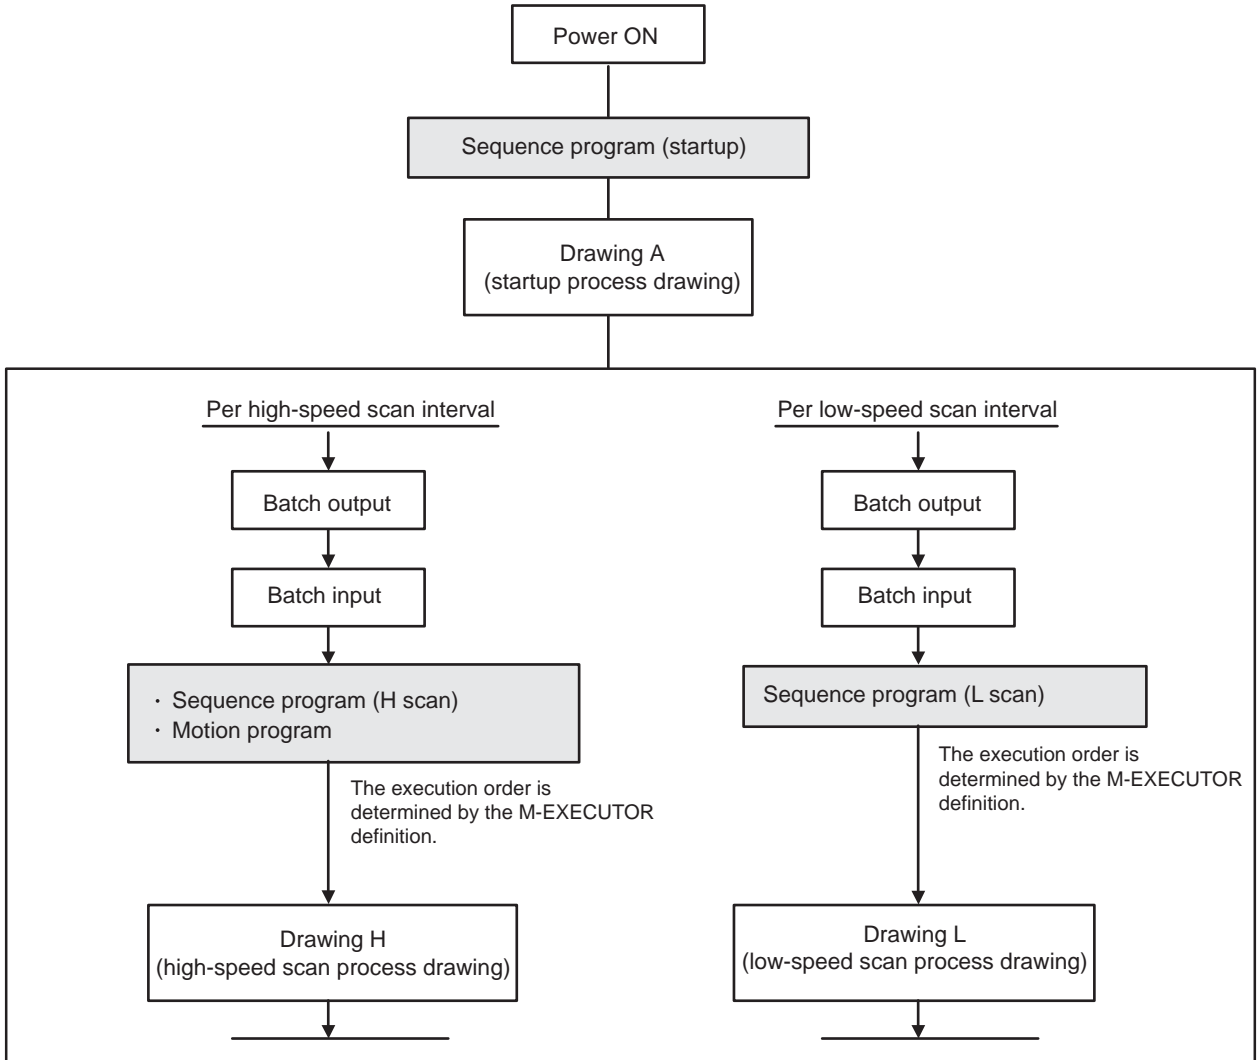 Power ON
Sequence program (startup)
Drawing A
(startup process drawing)
Per high-speed scan interval
Batch output
Batch input
・ Sequence program (H scan)
・ Motion program
The execution order is
determined by the M-EXECUTOR
definition.
Drawing H
(high-speed scan process drawing)
Per low-speed scan interval
Batch output
Batch input
Sequence program (L scan)
The execution order is
determined by the M-EXECUTOR
definition.
Drawing L
(low-speed scan process drawing)